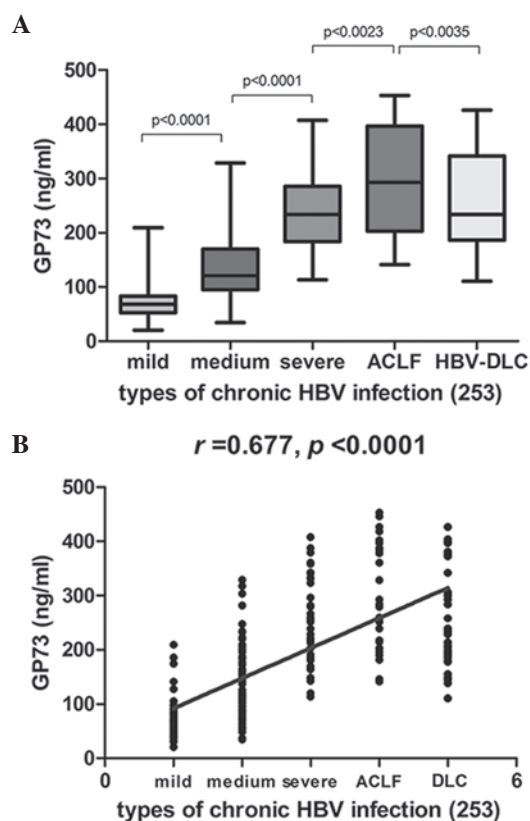 A
p<0.0023 p<0.0035
p<0.0001
p<0.0001
500
400
300
200
100
0
GP73 (ng/ml)
mild medium severe ACLF HBV-DLC
types of chronic HBV infection (253)
B
r =0.677, p <0.0001
500
400
300
200
100
0
GP73 (ng/ml)
0 mild medium severe ACLF DLC 6
types of chronic HBV infection (253)